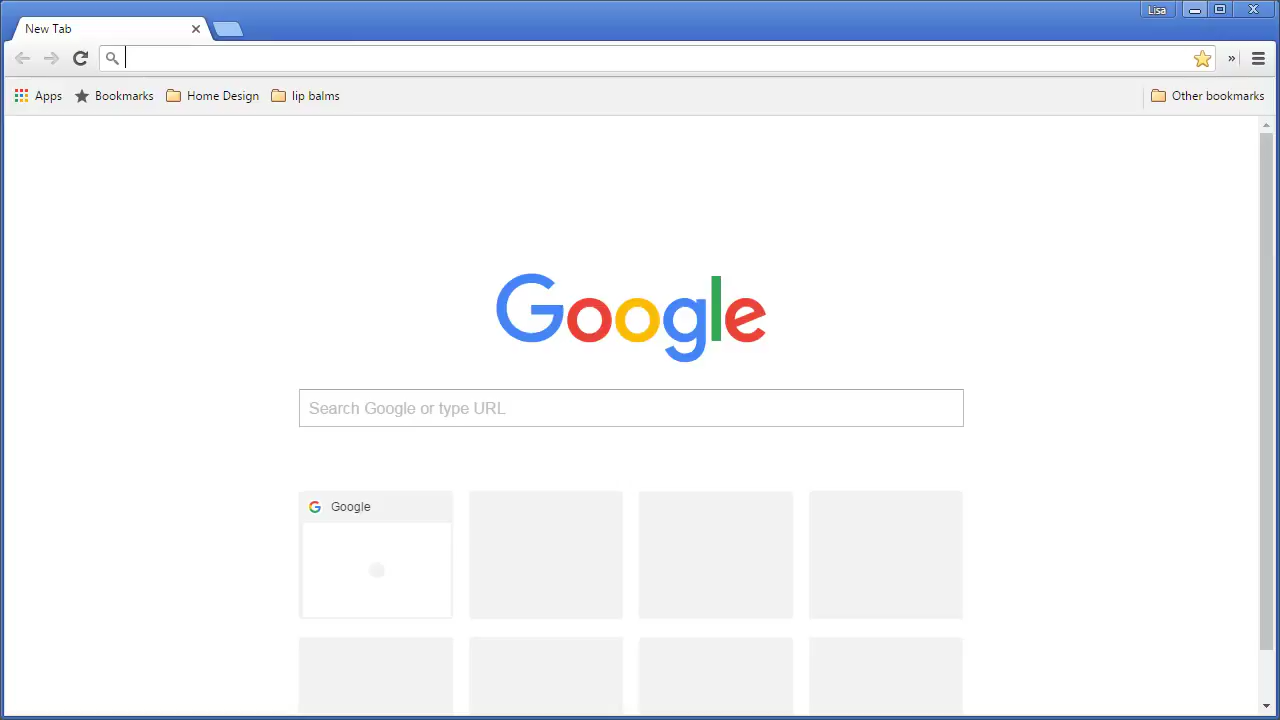 Lisa
New Tab
»
Apps Bookmarks Home Design lip balms Other bookmarks
Google
Search Google or type URL
Google